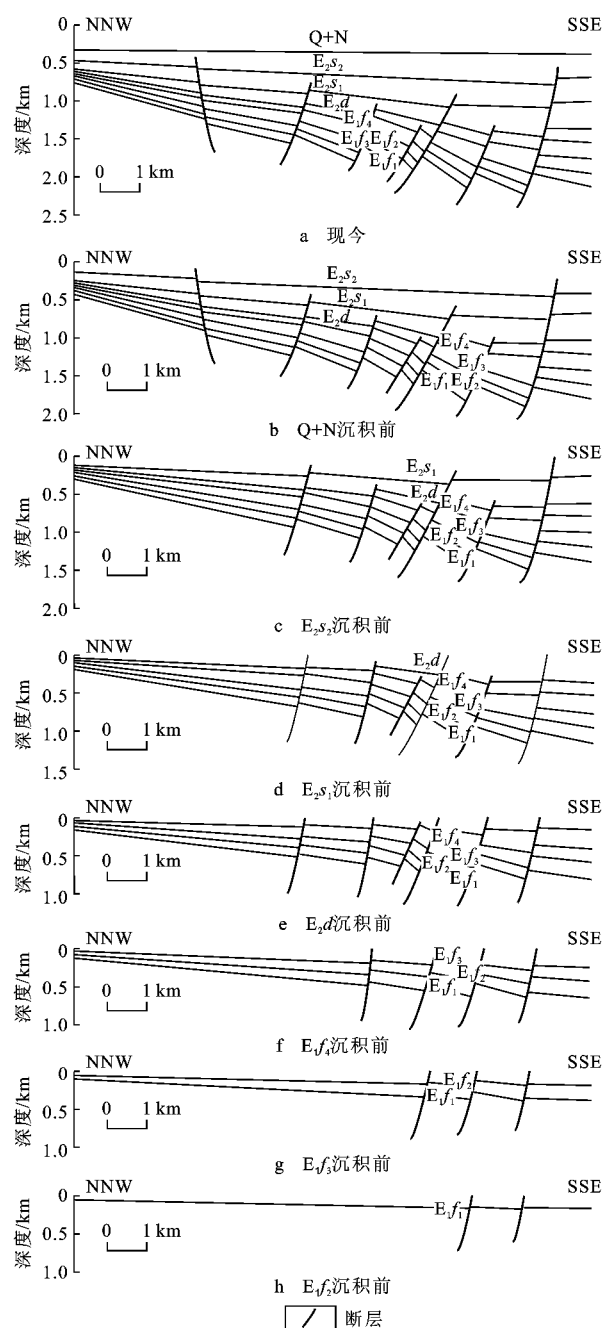 NNW SSE
0
Q+N
0.5
E₂s₂
E₂s₁
1.0
E₂d
E₁f₄
1.5
E₁f₃ E₁f₂
E₁f₁
0 1 km
2.0
2.5
深度/km
a 现今
NNW SSE
0
E₂s₂
0.5
E₂s₁
E₂d
1.0
E₁f₄
E₁f₃
1.5
E₁f₁ E₁f₂
0 1 km
2.0
深度/km
b Q+N沉积前
NNW SSE
0
E₂s₁
0.5
E₂d
E₁f₄
1.0
E₁f₃
E₁f₂
E₁f₁
1.5
0 1 km
2.0
深度/km
c E₂s₂沉积前
NNW SSE
0
E₂d
E₁f₄
0.5
E₁f₃
E₁f₂
1.0
E₁f₁
0 1 km
1.5
深度/km
d E₂s₁沉积前
NNW SSE
0
E₁f₄
0.5
E₁f₃
E₁f₂
E₁f₁
0 1 km
1.0
深度/km
e E₂d沉积前
NNW SSE
0
E₁f₃
E₁f₂
0.5
E₁f₁
0 1 km
1.0
深度/km
f E₁f₄沉积前
NNW SSE
0
E₁f₂
E₁f₁
0.5
0 1 km
1.0
深度/km
g E₁f₃沉积前
NNW SSE
0
E₁f₁
0.5
0 1 km
1.0
深度/km
h E₁f₂沉积前
断层